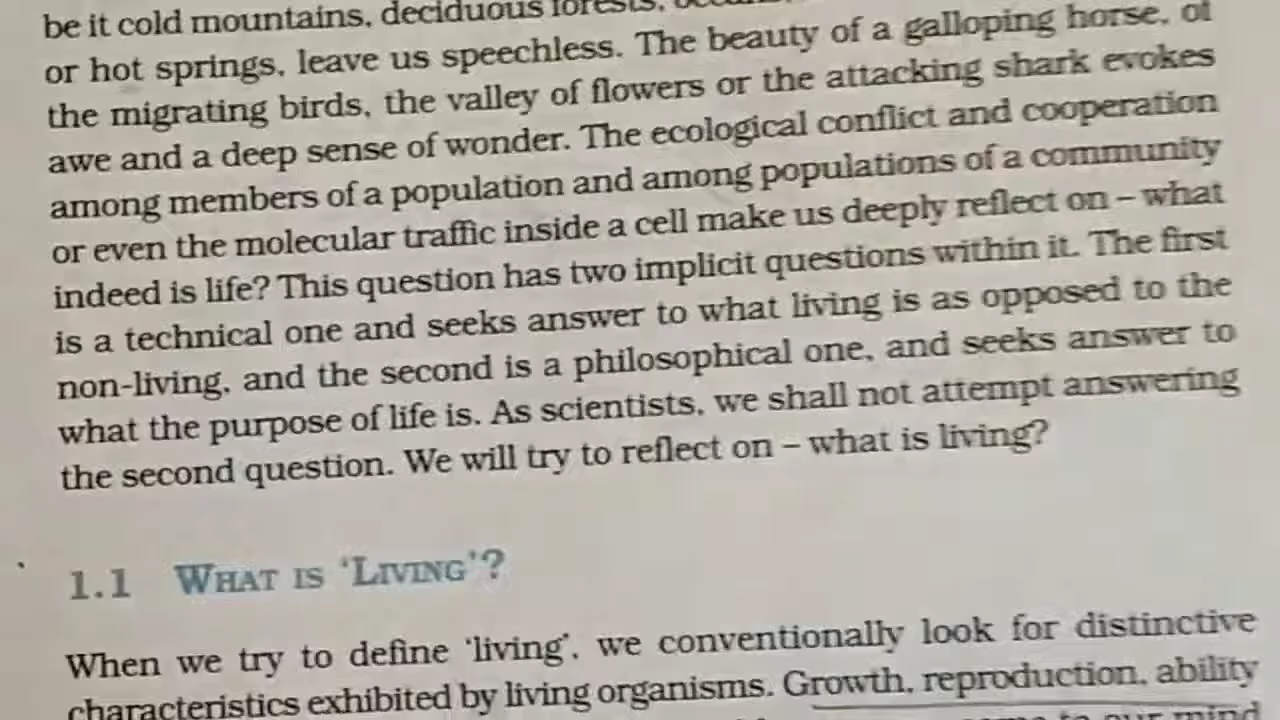 be it cold mountains, deciduous forests,
or hot springs, leave us speechless. The beauty of a galloping horse, of
the migrating birds, the valley of flowers or the attacking shark evokes
awe and a deep sense of wonder. The ecological conflict and cooperation
among members of a population and among populations of a community
or even the molecular traffic inside a cell make us deeply reflect on – what
indeed is life? This question has two implicit questions within it. The first
is a technical one and seeks answer to what living is as opposed to the
non-living, and the second is a philosophical one, and seeks answer to
what the purpose of life is. As scientists, we shall not attempt answering
the second question. We will try to reflect on – what is living?
1.1 WHAT IS ‘LIVING’?
When we try to define ‘living’, we conventionally look for distinctive
characteristics exhibited by living organisms. Growth, reproduction, ability
to our mind